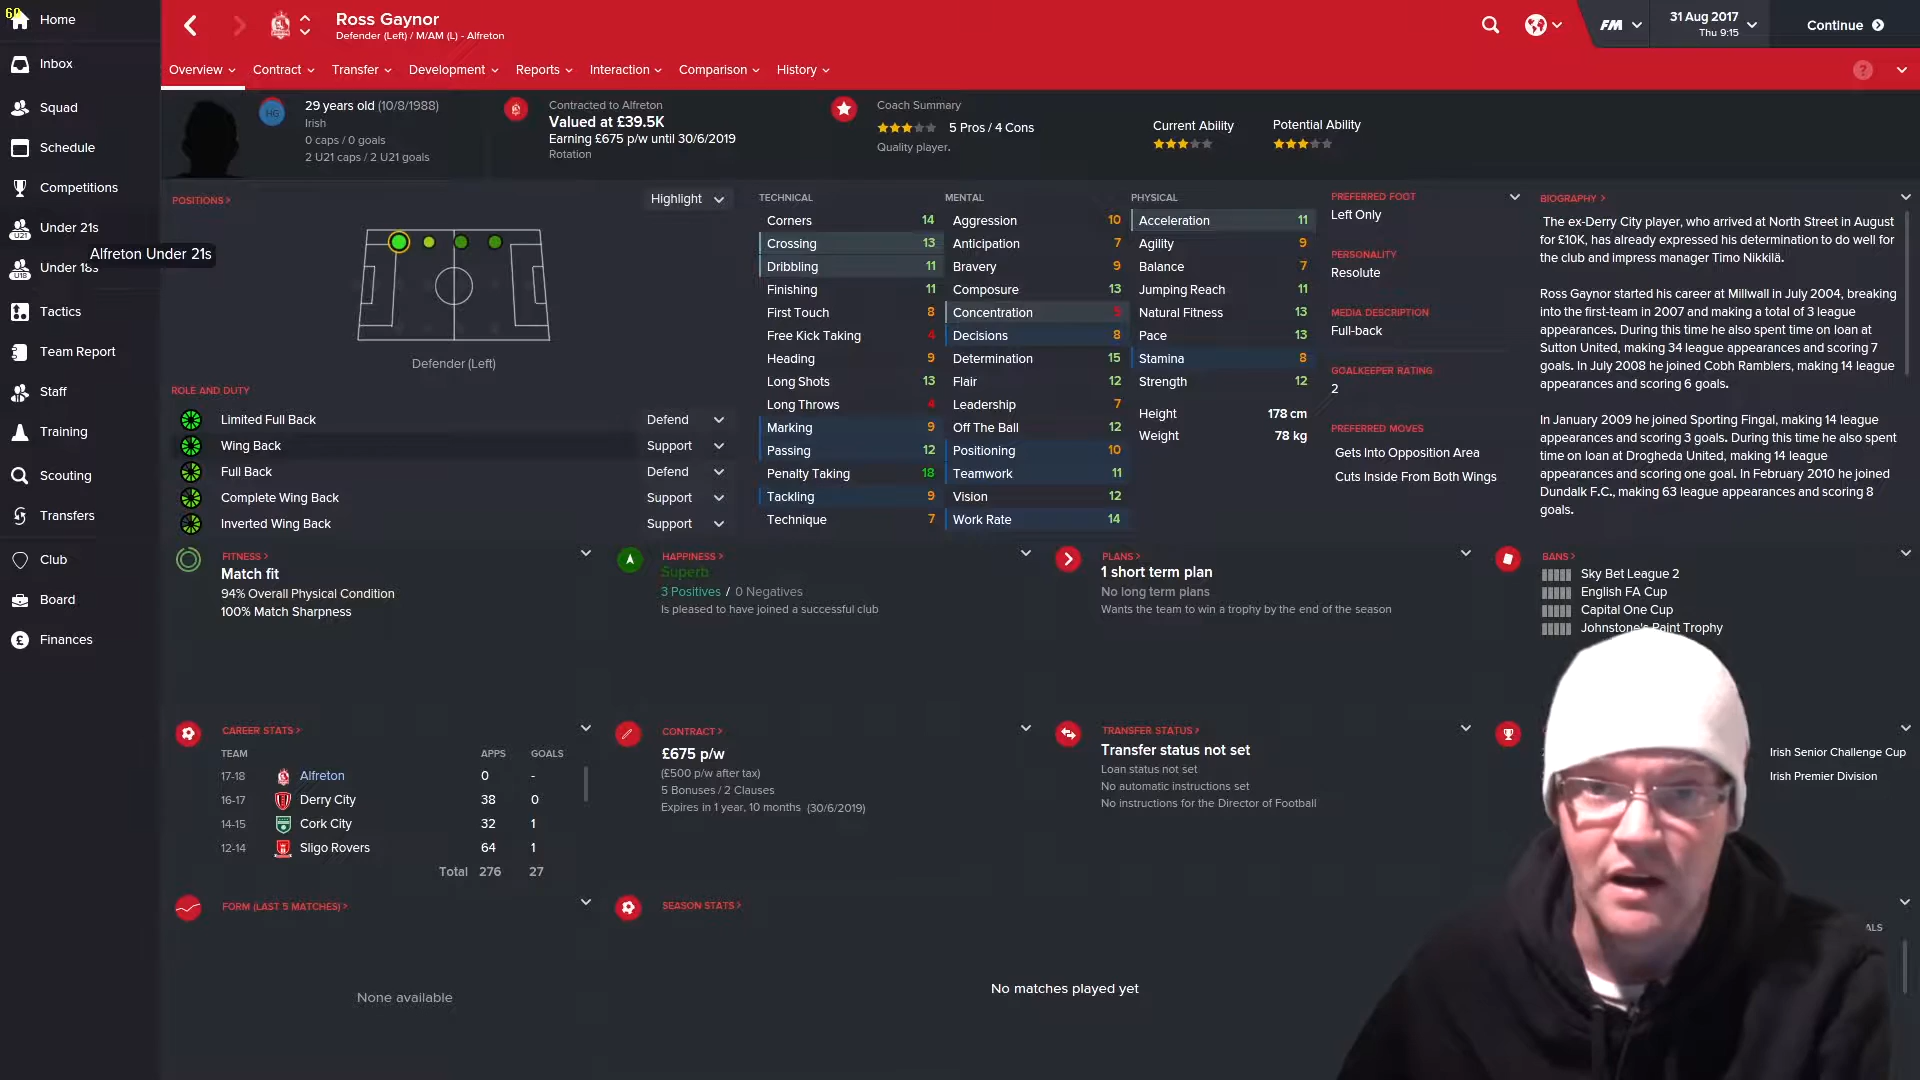 60
Home
Inbox
Squad
Schedule
Competitions
Under 21s
Alfreton Under 21s
Under 18s
Tactics
Team Report
Staff
Training
Scouting
Transfers
Club
Board
Finances
Ross Gaynor
Defender (Left) / M/AM (L) - Alfreton
FM
31 Aug 2017
Thu 9:15
Continue
Overview Contract Transfer Development Reports Interaction Comparison History
?
HG
29 years old (10/8/1988)
Irish
0 caps / 0 goals
2 U21 caps / 2 U21 goals
Contracted to Alfreton
Valued at £39.5K
Earning £675 p/w until 30/6/2019
Rotation
Coach Summary
5 Pros / 4 Cons
Quality player.
Current Ability
Potential Ability
POSITIONS >
Highlight
Defender (Left)
ROLE AND DUTY
Limited Full Back Defend
Wing Back Support
Full Back Defend
Complete Wing Back Support
Inverted Wing Back Support
TECHNICAL
Corners 14
Crossing 13
Dribbling 11
Finishing 11
First Touch 8
Free Kick Taking 4
Heading 9
Long Shots 13
Long Throws 4
Marking 9
Passing 12
Penalty Taking 18
Tackling 9
Technique 7
MENTAL
Aggression 10
Anticipation 7
Bravery 9
Composure 13
Concentration 5
Decisions 8
Determination 15
Flair 12
Leadership 7
Off The Ball 12
Positioning 10
Teamwork 11
Vision 12
Work Rate 14
PHYSICAL
Acceleration 11
Agility 9
Balance 7
Jumping Reach 11
Natural Fitness 13
Pace 13
Stamina 8
Strength 12
Height 178 cm
Weight 78 kg
PREFERRED FOOT
Left Only
PERSONALITY
Resolute
MEDIA DESCRIPTION
Full-back
GOALKEEPER RATING
2
PREFERRED MOVES
Gets Into Opposition Area
Cuts Inside From Both Wings
BIOGRAPHY >
The ex-Derry City player, who arrived at North Street in August
for £10K, has already expressed his determination to do well for
the club and impress manager Timo Nikkilä.
Ross Gaynor started his career at Millwall in July 2004, breaking
into the first-team in 2007 and making a total of 3 league
appearances. During this time he also spent time on loan at
Sutton United, making 34 league appearances and scoring 7
goals. In July 2008 he joined Cobh Ramblers, making 14 league
appearances and scoring 6 goals.
In January 2009 he joined Sporting Fingal, making 14 league
appearances and scoring 3 goals. During this time he also spent
time on loan at Drogheda United, making 14 league
appearances and scoring one goal. In February 2010 he joined
Dundalk F.C., making 63 league appearances and scoring 8
goals.
FITNESS >
Match fit
94% Overall Physical Condition
100% Match Sharpness
HAPPINESS >
Superb
3 Positives / 0 Negatives
Is pleased to have joined a successful club
PLANS >
1 short term plan
No long term plans
Wants the team to win a trophy by the end of the season
BANS >
Sky Bet League 2
English FA Cup
Capital One Cup
Johnstone's Paint Trophy
CAREER STATS >
TEAM APPS GOALS
17-18 Alfreton 0 -
16-17 Derry City 38 0
14-15 Cork City 32 1
12-14 Sligo Rovers 64 1
Total 276 27
CONTRACT >
£675 p/w
(£500 p/w after tax)
5 Bonuses / 2 Clauses
Expires in 1 year, 10 months (30/6/2019)
TRANSFER STATUS >
Transfer status not set
Loan status not set
No automatic instructions set
No instructions for the Director of Football
Irish Senior Challenge Cup
Irish Premier Division
FORM (LAST 5 MATCHES) >
None available
SEASON STATS >
ALS
No matches played yet